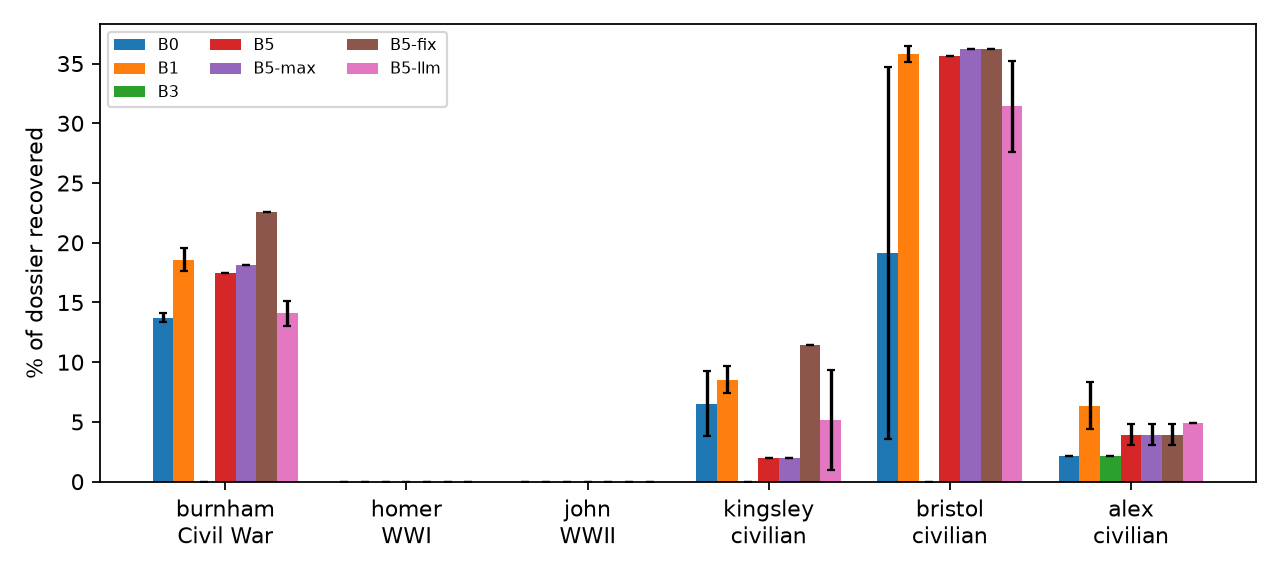 % of dossier recovered
35
30
25
20
15
10
5
0
B0
B1
B3
B5
B5-max
B5-fix
B5-llm
burnham
Civil War
homer
WWI
john
WWII
kingsley
civilian
bristol
civilian
alex
civilian